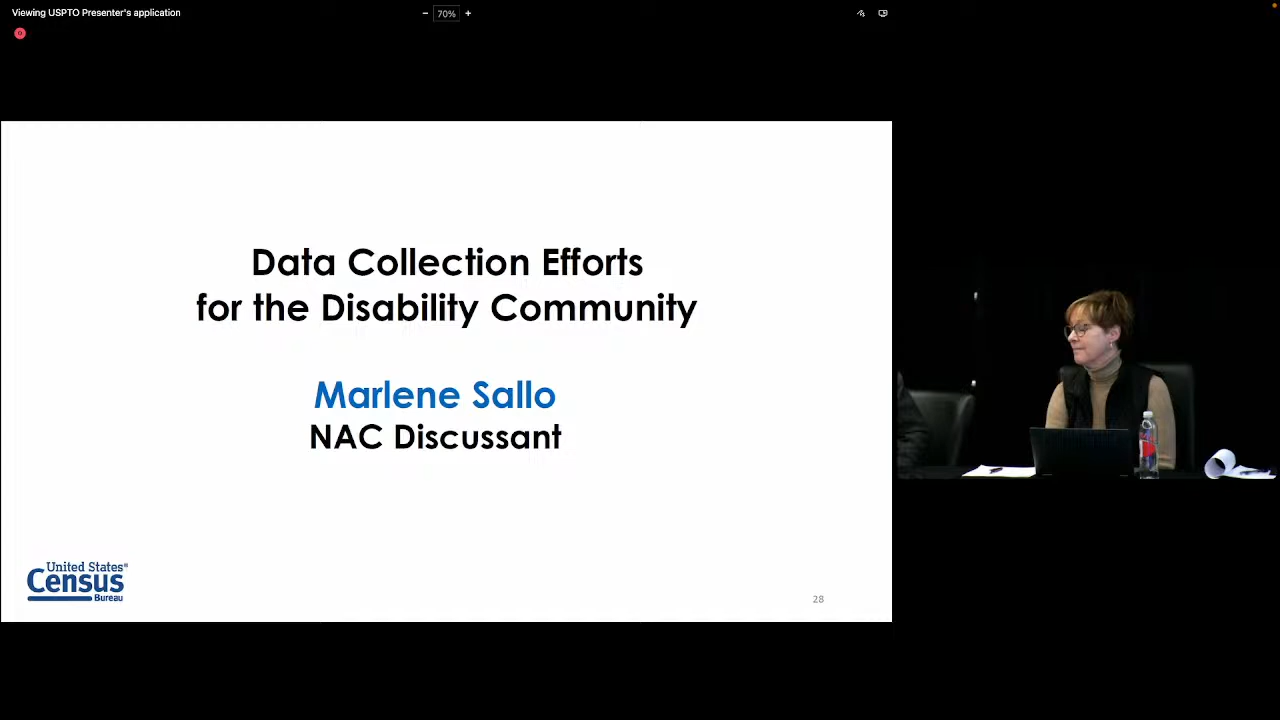 Viewing USPTO Presenter's application
− 70% +
Data Collection Efforts
for the Disability Community
Marlene Sallo
NAC Discussant
United States®
Census
Bureau
28